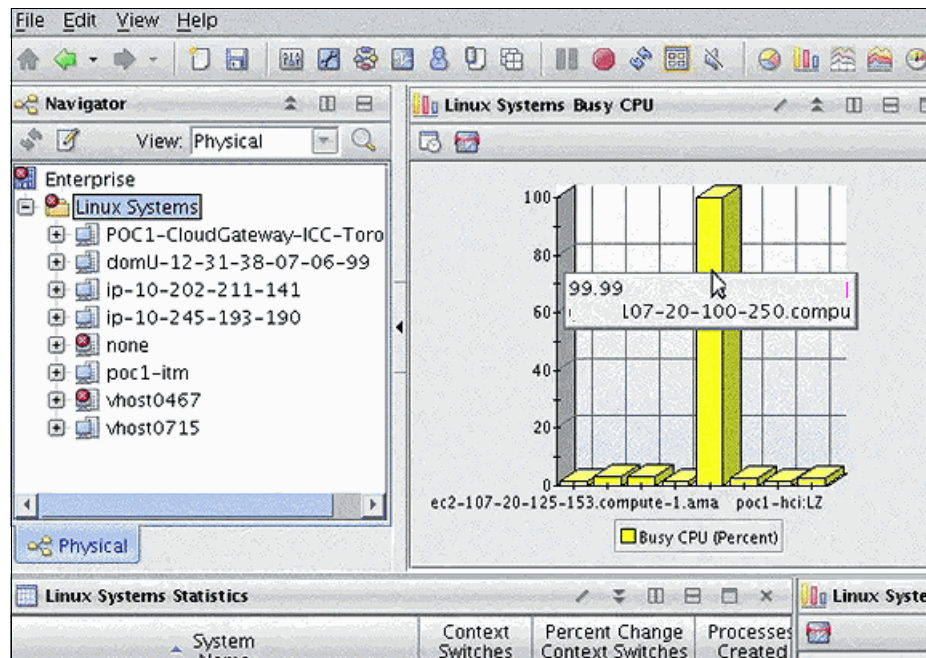 File Edit View Help
Navigator
View: Physical
Enterprise
Linux Systems
POC1-CloudGateway-ICC-Toro
domU-12-31-38-07-06-99
ip-10-202-211-141
ip-10-245-193-190
none
poc1-itm
vhost0467
vhost0715
Physical
Linux Systems Busy CPU
100
80
60
40
20
0
99.99
107-20-100-250.compu
ec2-107-20-125-153.compute-1.ama poc1-hci:LZ
Busy CPU (Percent)
Linux Systems Statistics
System
Name
Context
Switches
Percent Change
Context Switches
Processes
Created
Linux Syste